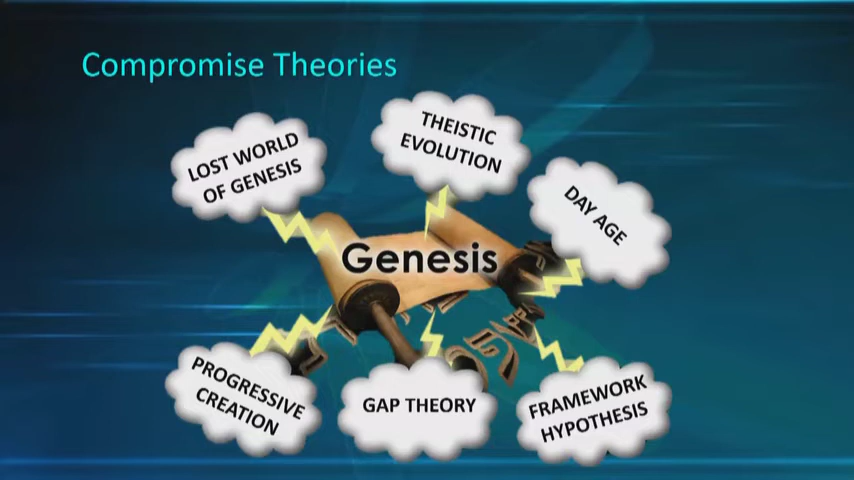 Compromise Theories
LOST WORLD
OF GENESIS
THEISTIC
EVOLUTION
DAY AGE
Genesis
PROGRESSIVE
CREATION
GAP THEORY
FRAMEWORK
HYPOTHESIS